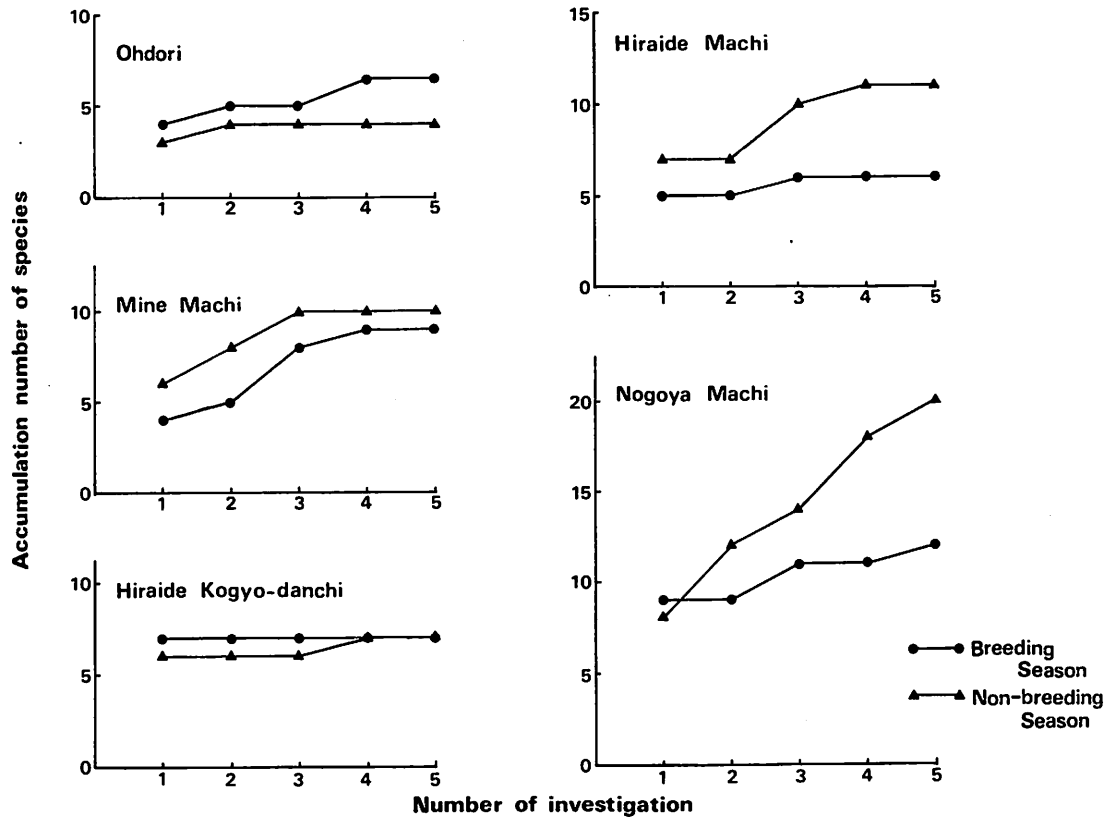 Accumulation number of species
10
5
0
Ohdori
1 2 3 4 5
10
5
0
Mine Machi
1 2 3 4 5
10
5
0
Hiraide Kogyo-danchi
1 2 3 4 5
15
10
5
0
Hiraide Machi
1 2 3 4 5
20
15
10
5
0
Nogoya Machi
1 2 3 4 5
Breeding
Season
Non-breeding
Season
Number of investigation